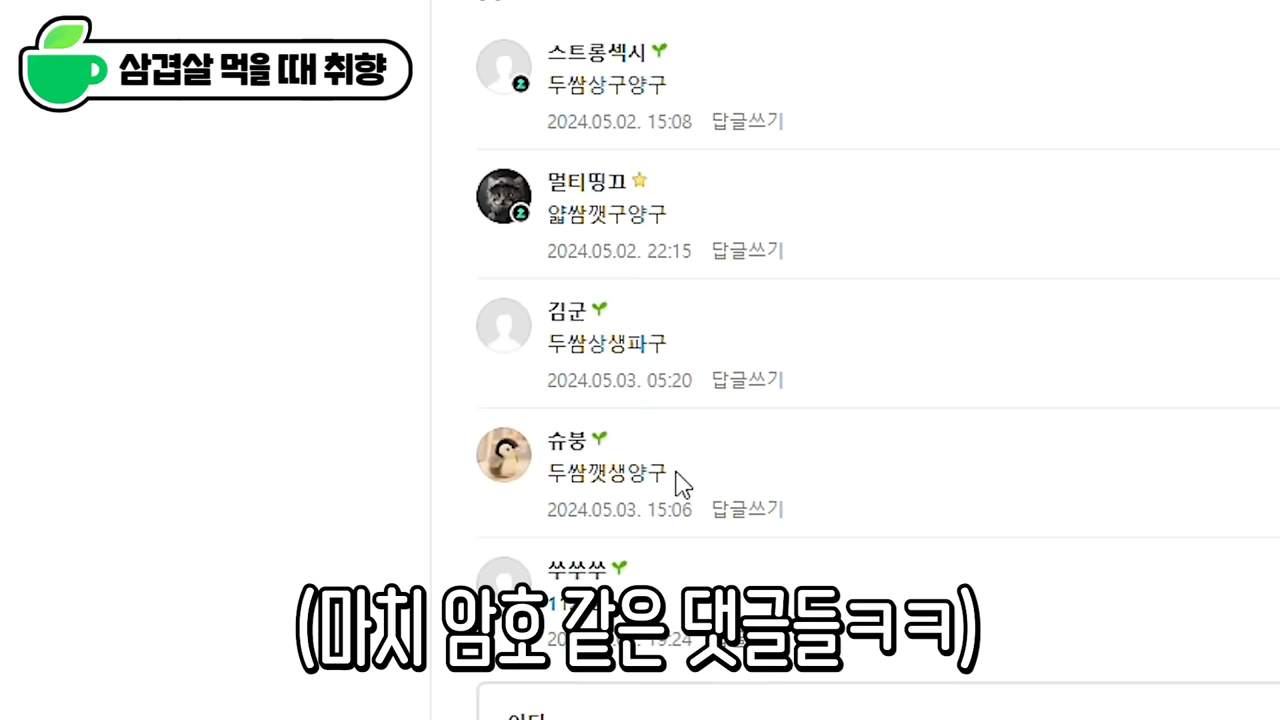 삼겹살 먹을 때 취향
스트롱섹시
두쌈상구양구
2024.05.02. 15:08 답글쓰기
멀티띵끄
얇쌈깻구양구
2024.05.02. 22:15 답글쓰기
김군
두쌈상생파구
2024.05.03. 05:20 답글쓰기
슈붕
두쌈깻생양구
2024.05.03. 15:06 답글쓰기
쑤쑤쑤
(마치 암호 같은 댓글들ㅋㅋ)